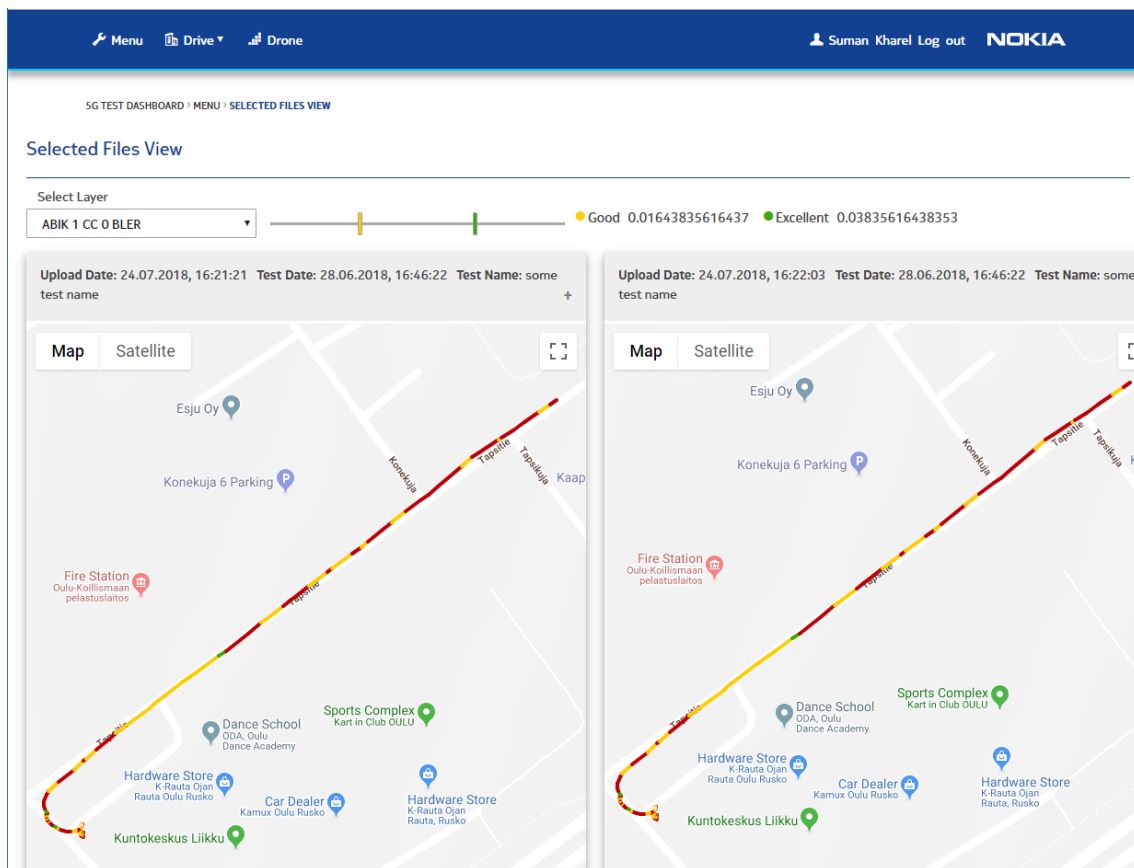 Menu Drive Drone Suman Kharel Log out NOKIA
5G TEST DASHBOARD › MENU › SELECTED FILES VIEW
Selected Files View
Select Layer
ABIK 1 CC 0 BLER
Good 0.01643835616437 Excellent 0.03835616438353
Upload Date: 24.07.2018, 16:21:21 Test Date: 28.06.2018, 16:46:22 Test Name: some
test name +
Map Satellite
Esju Oy
Konekuja 6 Parking
Konekuja
Tapsitie
Tapsikuja
Kaap
Fire Station
Oulu-Koillismaan
pelastuslaitos
Tapsitie
Tapsitie
Sports Complex
Kart in Club OULU
Dance School
ODA, Oulu
Dance Academy
Hardware Store
K-Rauta Ojan
Rauta Oulu Rusko
Car Dealer
Kamux Oulu Rusko
Hardware Store
K-Rauta Ojan
Rauta, Rusko
Kuntokeskus Liikku
Upload Date: 24.07.2018, 16:22:03 Test Date: 28.06.2018, 16:46:22 Test Name: some
test name
Map Satellite
Esju Oy
Konekuja 6 Parking
Konekuja
Tapsitie
Tapsikuja
K
Fire Station
Oulu-Koillismaan
pelastuslaitos
Tapsitie
Tapsitie
Sports Complex
Kart in Club OULU
Dance School
ODA, Oulu
Dance Academy
Hardware Store
K-Rauta Ojan
Rauta Oulu Rusko
Car Dealer
Kamux Oulu Rusko
Hardware Store
K-Rauta Ojan
Rauta, Rusko
Kuntokeskus Liikku